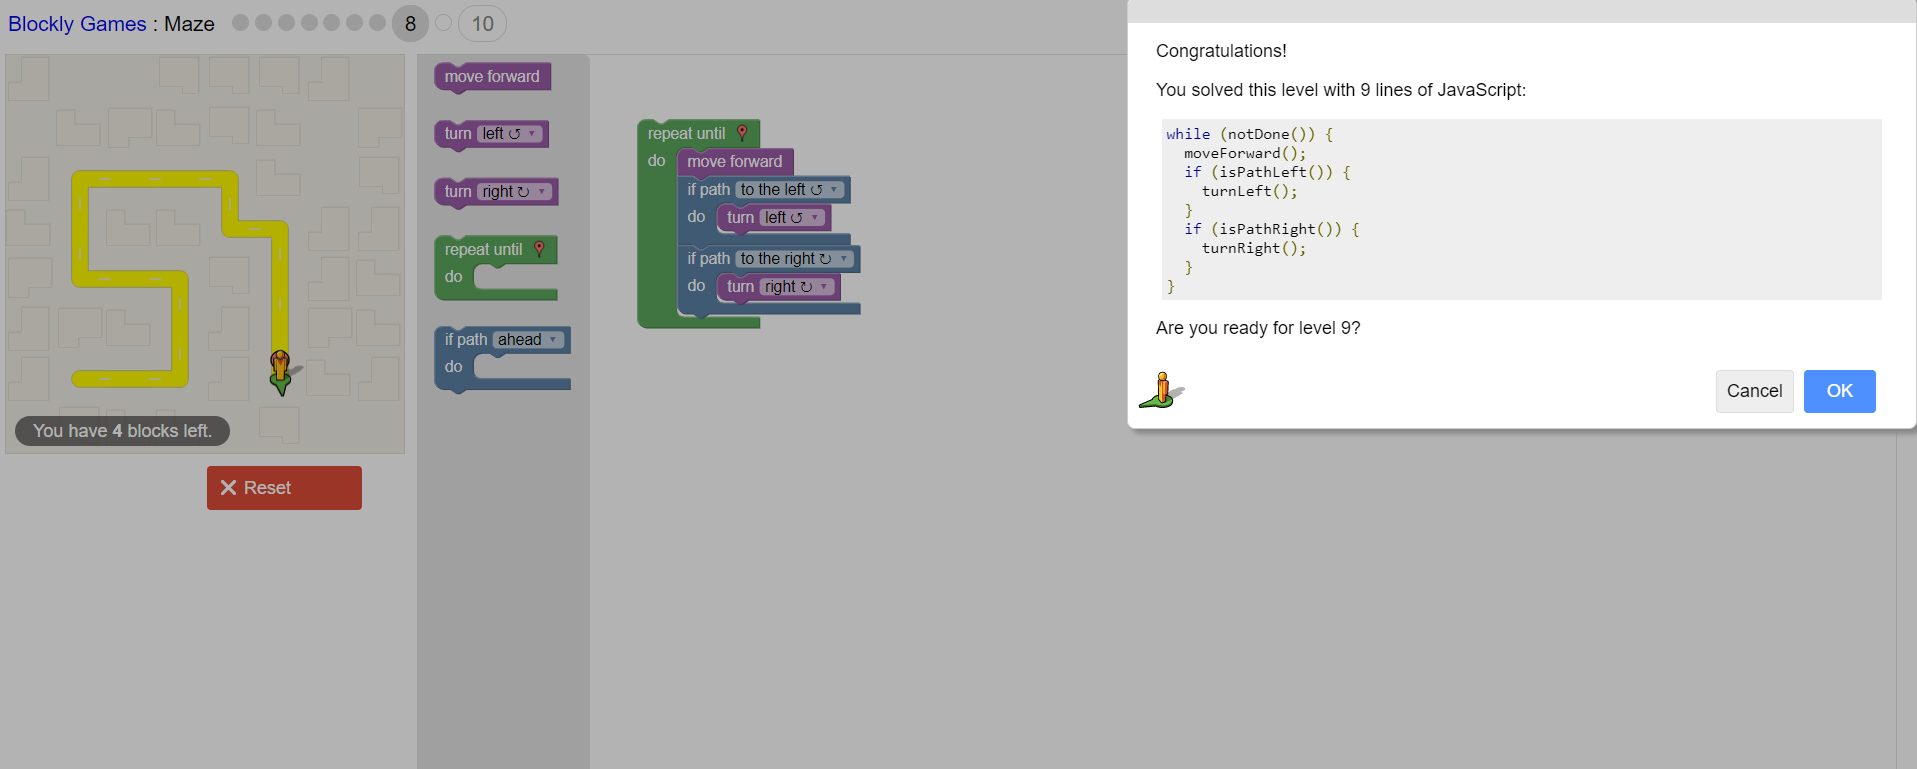 Blockly Games : Maze 8 10
move forward
turn left ↺ ▾
turn right ↻ ▾
repeat until
do
if path ahead ▾
do
You have 4 blocks left.
Reset
repeat until
do move forward
if path to the left ↺ ▾
do turn left ↺ ▾
if path to the right ↻ ▾
do turn right ↻ ▾
Congratulations!
You solved this level with 9 lines of JavaScript:
while (notDone()) {
  moveForward();
  if (isPathLeft()) {
    turnLeft();
  }
  if (isPathRight()) {
    turnRight();
  }
}
Are you ready for level 9?
Cancel OK